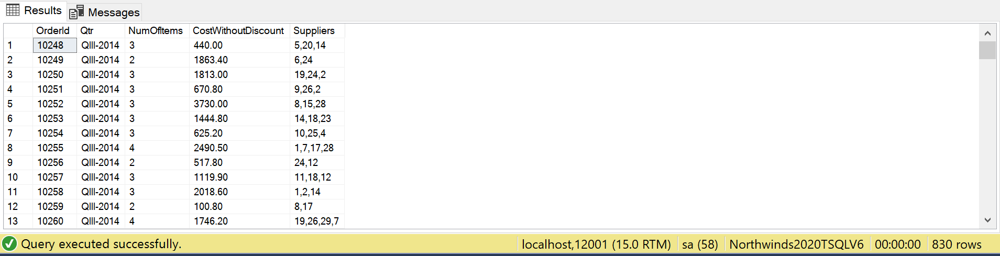 Results Messages
OrderId Qtr NumOfItems CostWithoutDiscount Suppliers
1 10248 QIII-2014 3 440.00 5,20,14
2 10249 QIII-2014 2 1863.40 6,24
3 10250 QIII-2014 3 1813.00 19,24,2
4 10251 QIII-2014 3 670.80 9,26,2
5 10252 QIII-2014 3 3730.00 8,15,28
6 10253 QIII-2014 3 1444.80 14,18,23
7 10254 QIII-2014 3 625.20 10,25,4
8 10255 QIII-2014 4 2490.50 1,7,17,28
9 10256 QIII-2014 2 517.80 24,12
10 10257 QIII-2014 3 1119.90 11,18,12
11 10258 QIII-2014 3 2018.60 1,2,14
12 10259 QIII-2014 2 100.80 8,17
13 10260 QIII-2014 4 1746.20 19,26,29,7
Query executed successfully. localhost,12001 (15.0 RTM) sa (58) Northwinds2020TSQLV6 00:00:00 830 rows